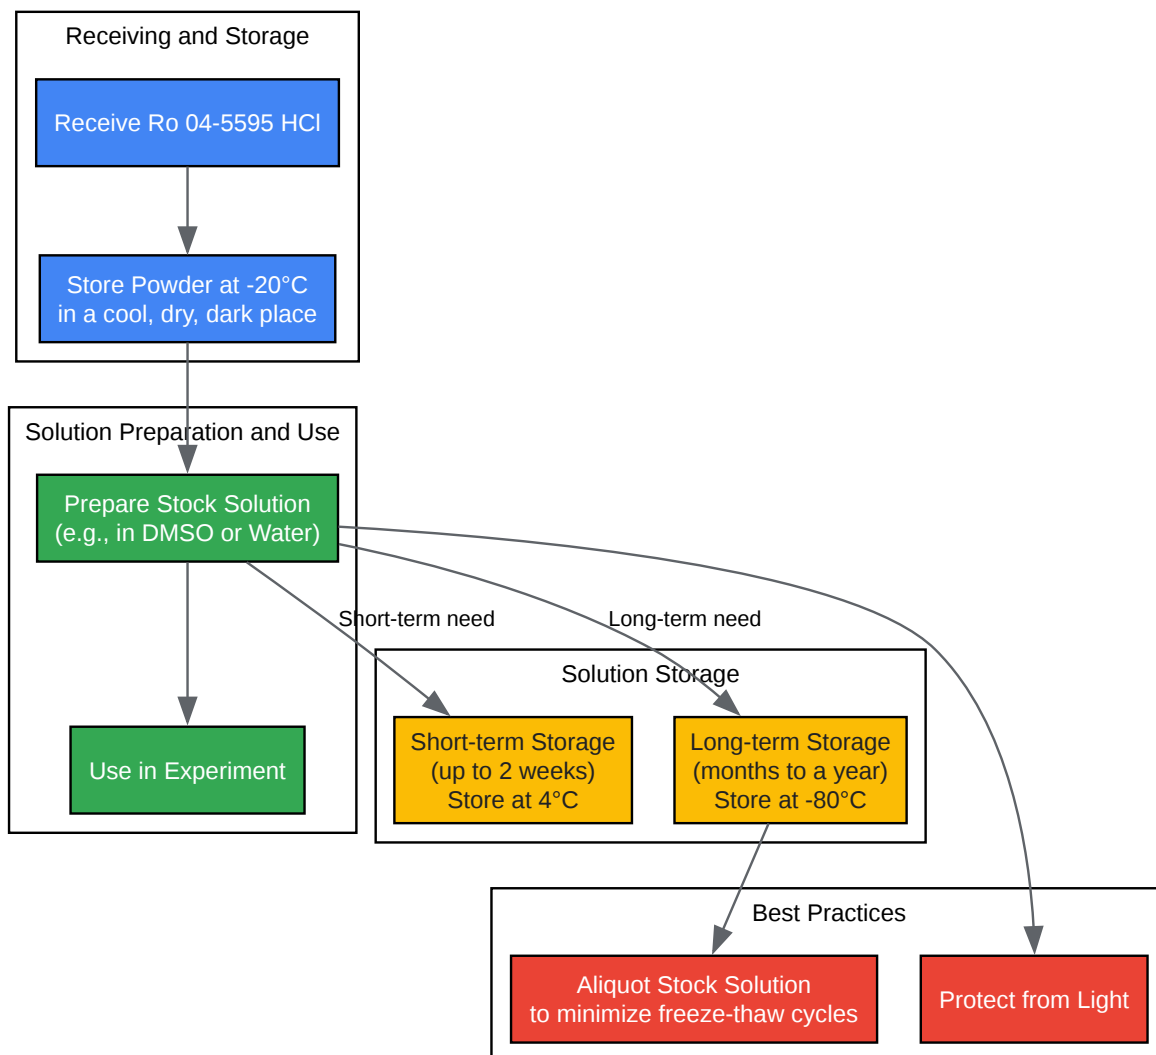 Receiving and Storage
Receive Ro 04-5595 HCl
Store Powder at -20°C
in a cool, dry, dark place
Solution Preparation and Use
Prepare Stock Solution
(e.g., in DMSO or Water)
Short-term need
Long-term need
Use in Experiment
Solution Storage
Short-term Storage
(up to 2 weeks)
Store at 4°C
Long-term Storage
(months to a year)
Store at -80°C
Best Practices
Aliquot Stock Solution
to minimize freeze-thaw cycles
Protect from Light